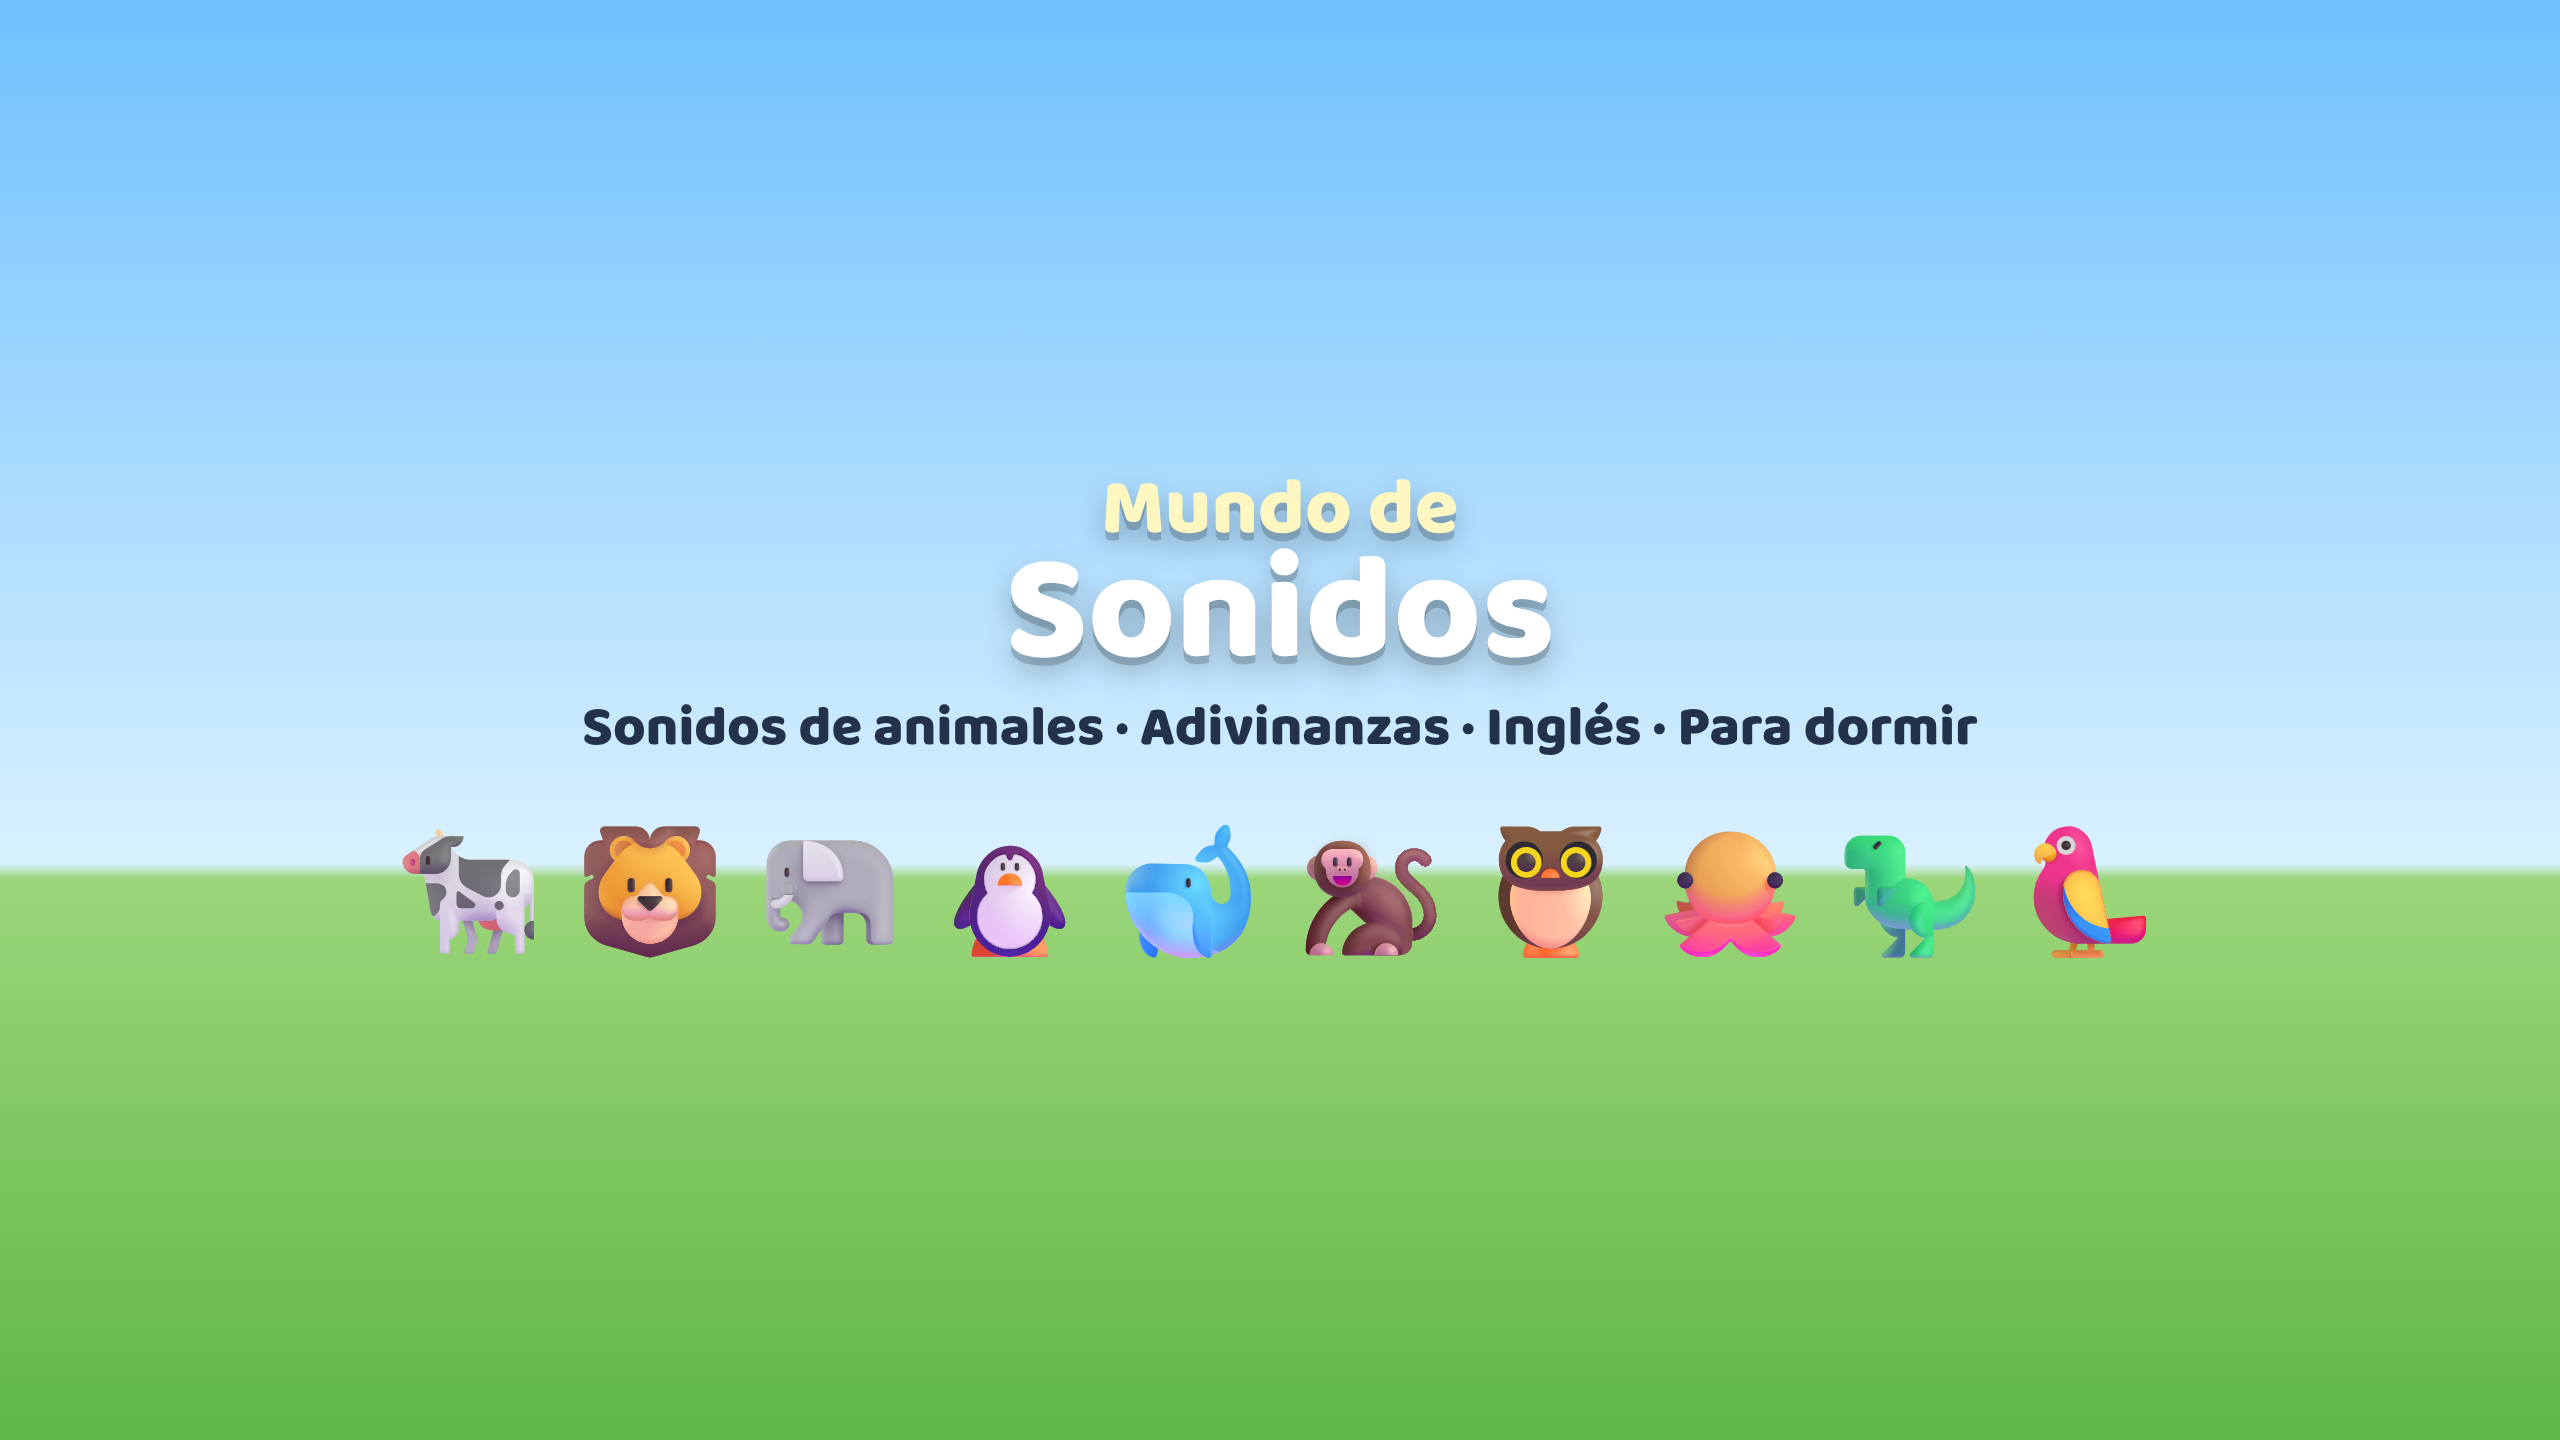 Mundo de
Sonidos
Sonidos de animales • Adivinanzas • Inglés • Para dormir